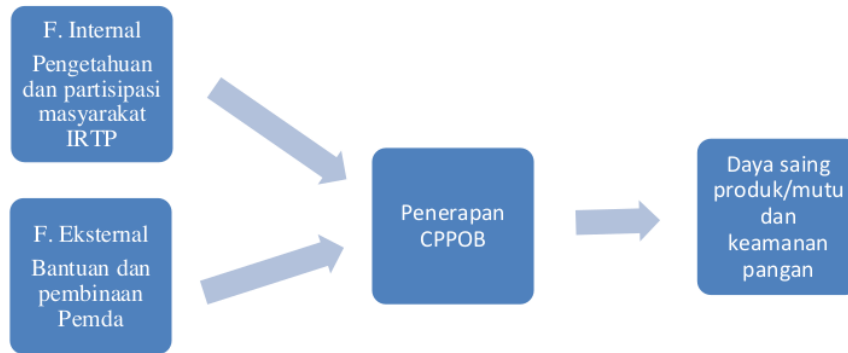 F. Internal
Pengetahuan
dan partisipasi
masyarakat
IRTP
F. Eksternal
Bantuan dan
pembinaan
Pemda
Penerapan
CPPOB
Daya saing
produk/mutu
dan
keamanan
pangan